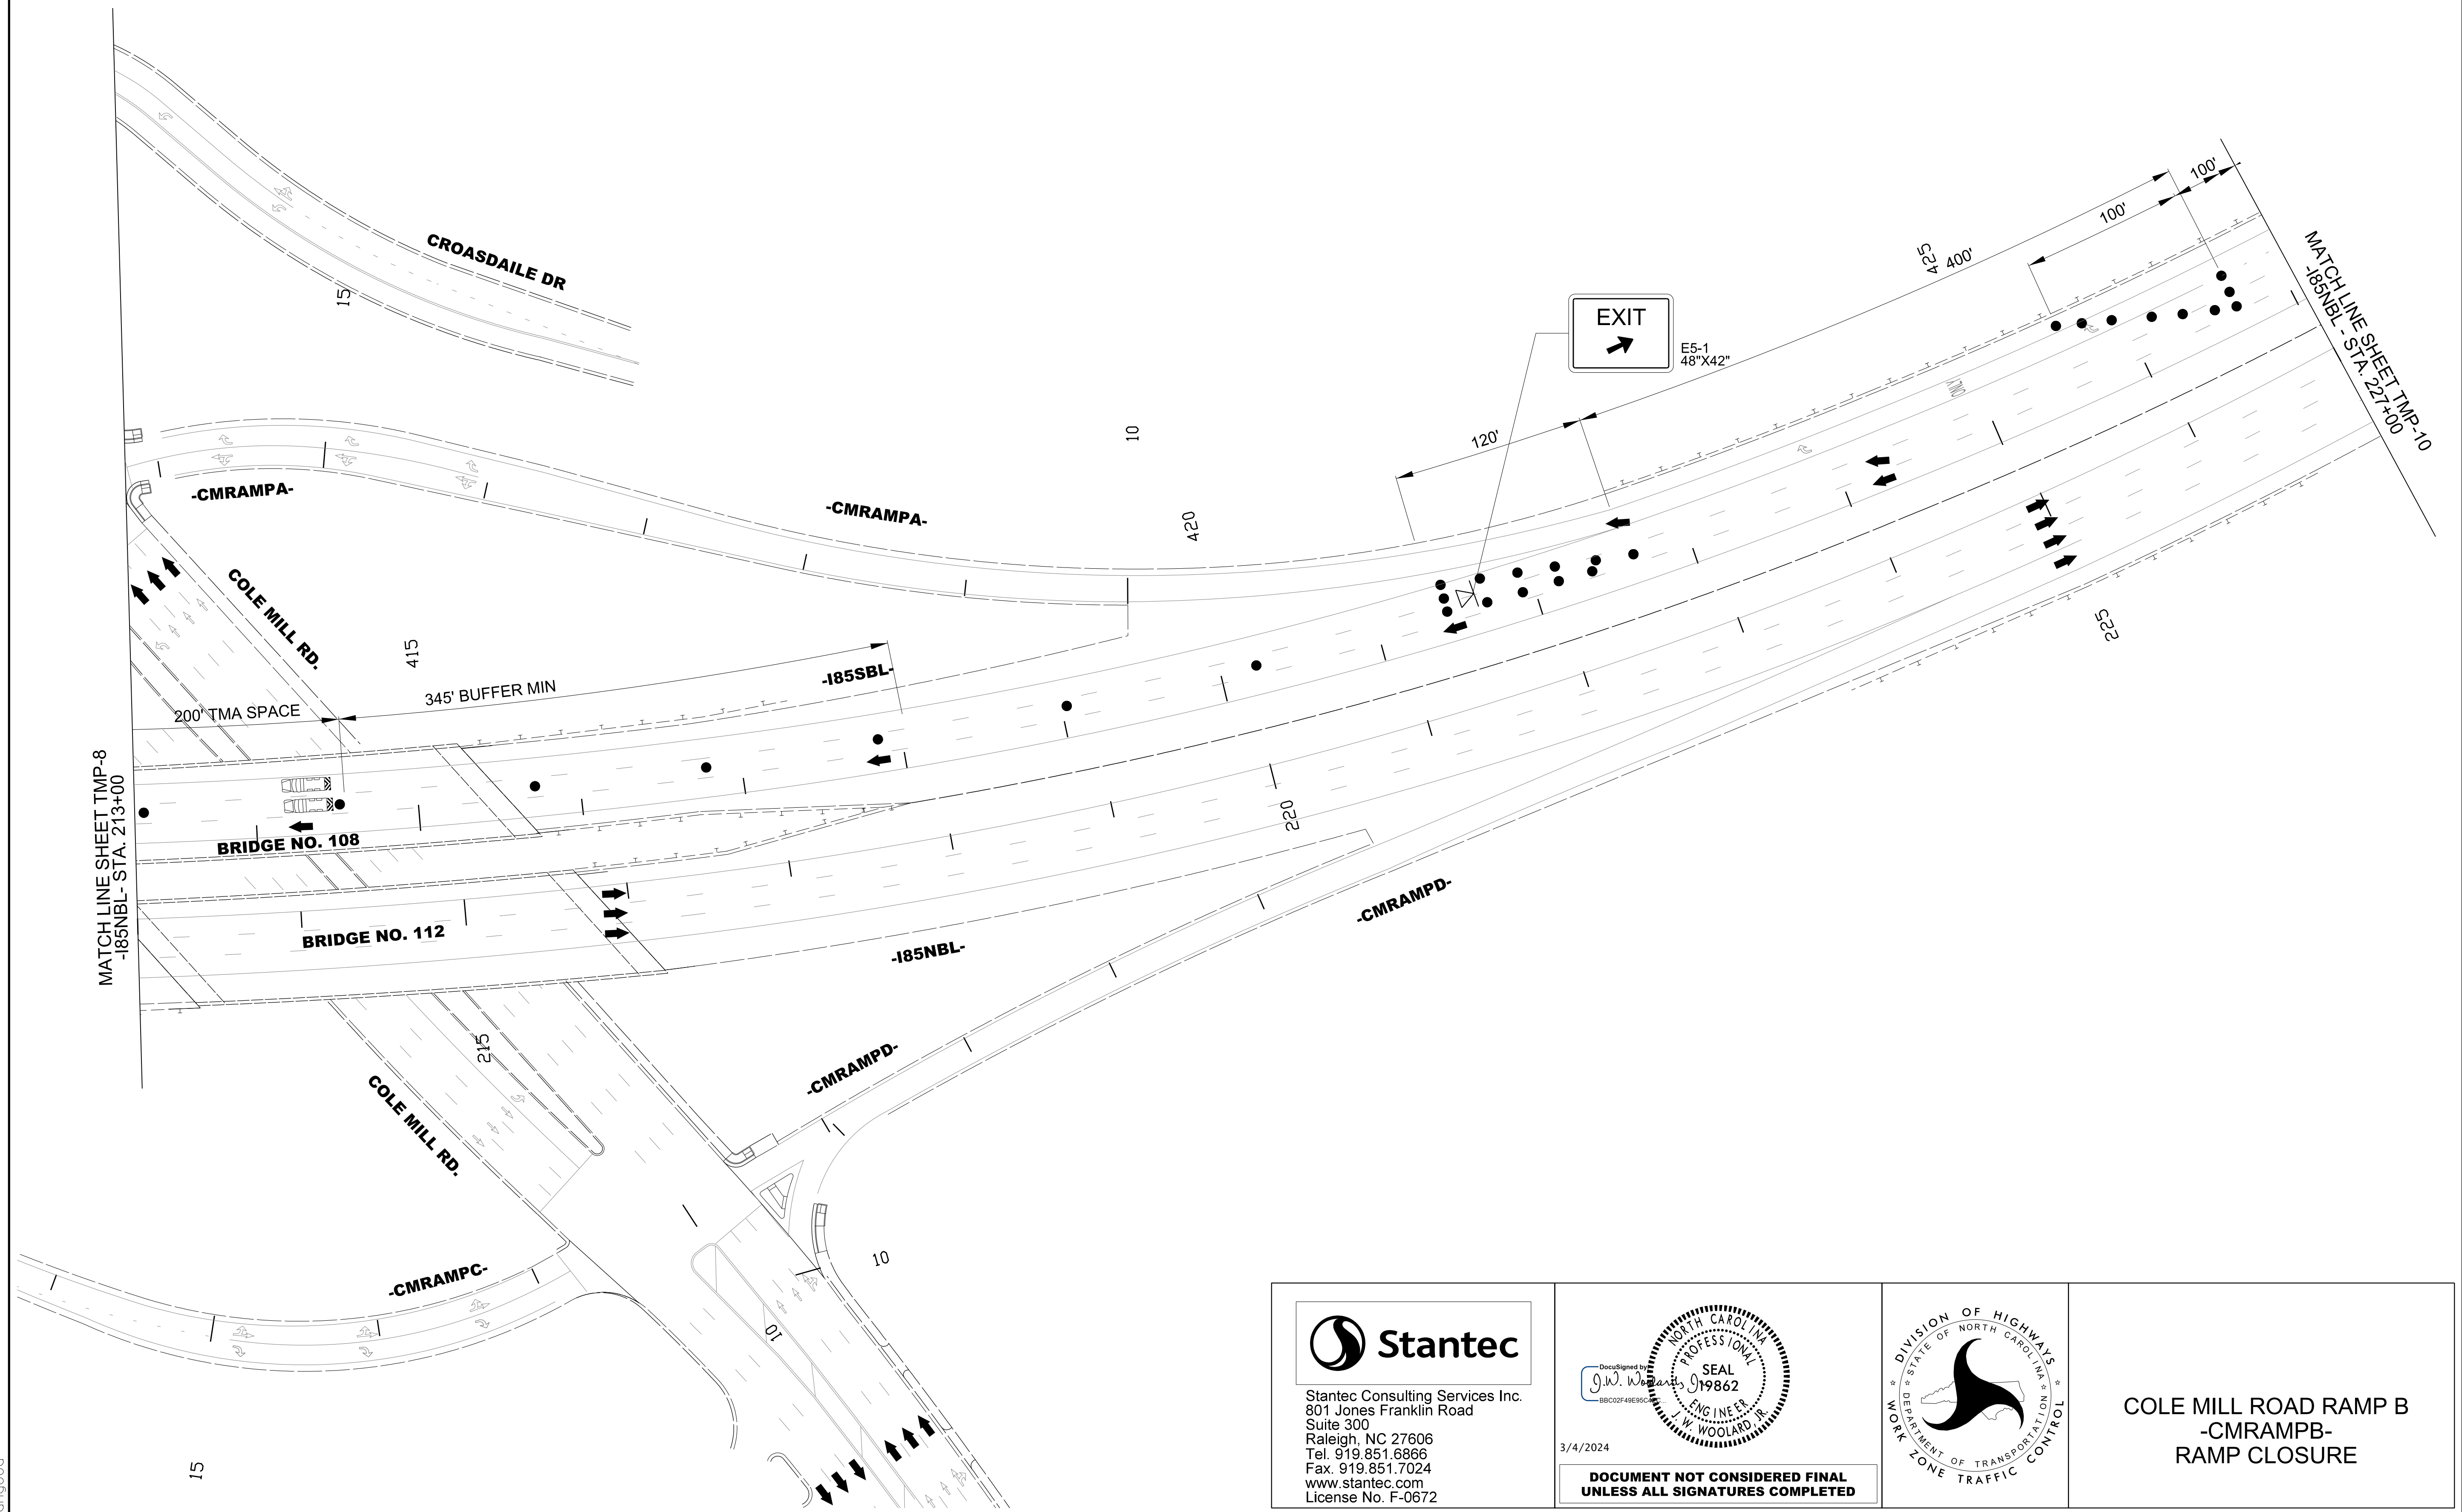 CROASDAILE DR
15
100'
100'
425
400'
MATCH LINE SHEET TMP-10
-I85NBL - STA. 227+00
EXIT
E5-1
48"X42"
ONLY
120'
10
-CMRAMPA-
-CMRAMPA-
420
COLE MILL RD.
415
225
345' BUFFER MIN
-I85SBL-
200' TMA SPACE
MATCH LINE SHEET TMP-8
-I85NBL- STA. 213+00
BRIDGE NO. 108
220
BRIDGE NO. 112
-I85NBL-
-CMRAMPD-
215
-CMRAMPD-
COLE MILL RD.
10
-CMRAMPC-
10
15
Stantec
Stantec Consulting Services Inc.
801 Jones Franklin Road
Suite 300
Raleigh, NC 27606
Tel. 919.851.6866
Fax. 919.851.7024
www.stantec.com
License No. F-0672
DocuSigned by
J.W. Woolard, Jr.
NORTH CAROLINA
PROFESSIONAL
SEAL
19862
ENGINEER
J. W. WOOLARD, JR.
3/4/2024
DOCUMENT NOT CONSIDERED FINAL
UNLESS ALL SIGNATURES COMPLETED
DIVISION OF HIGHWAYS
STATE OF NORTH CAROLINA
DEPARTMENT OF TRANSPORTATION
WORK ZONE TRAFFIC CONTROL
COLE MILL ROAD RAMP B
-CMRAMPB-
RAMP CLOSURE